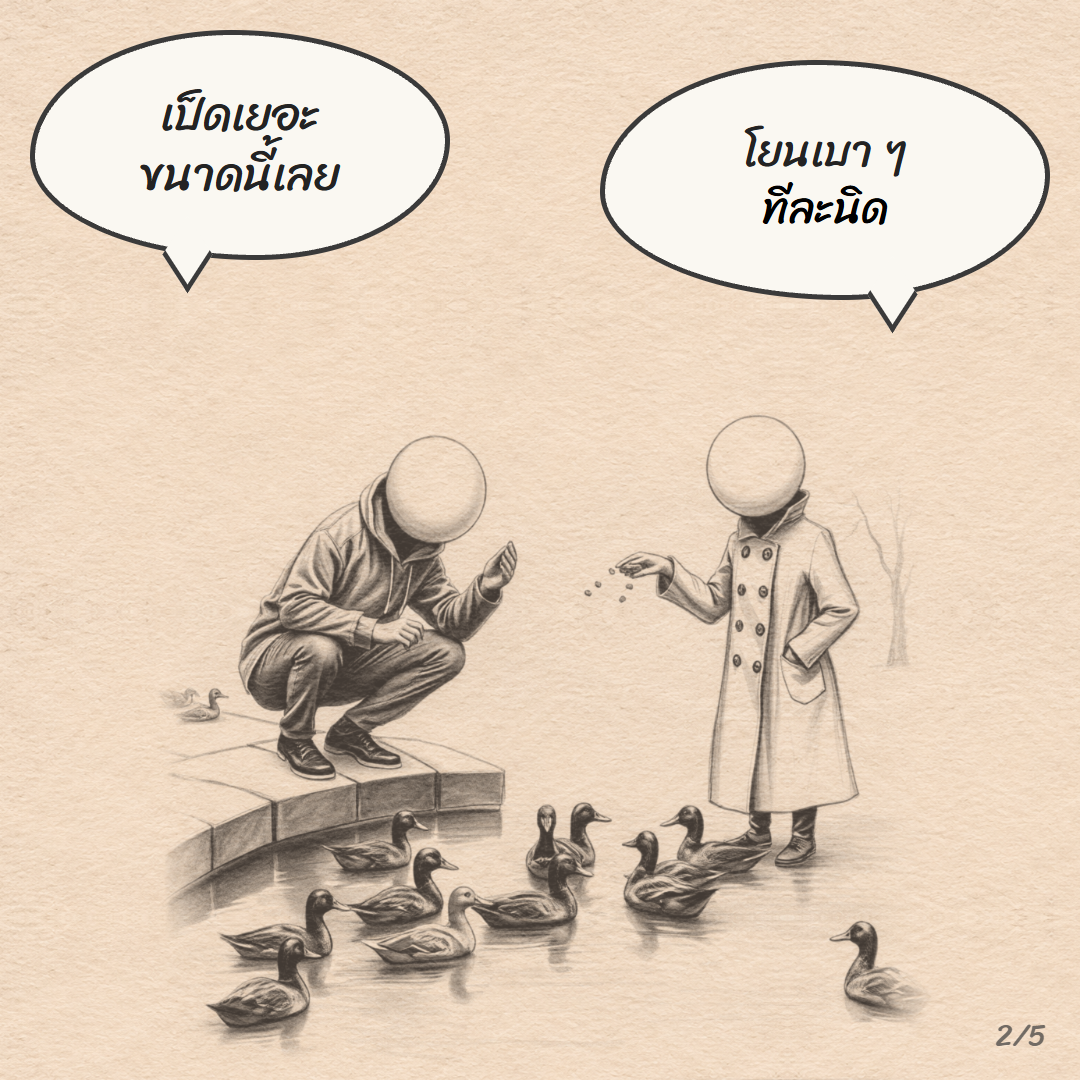 เป็ดเยอะ
ขนาดนี้เลย
โยนเบา ๆ
ทีละนิด
2/5